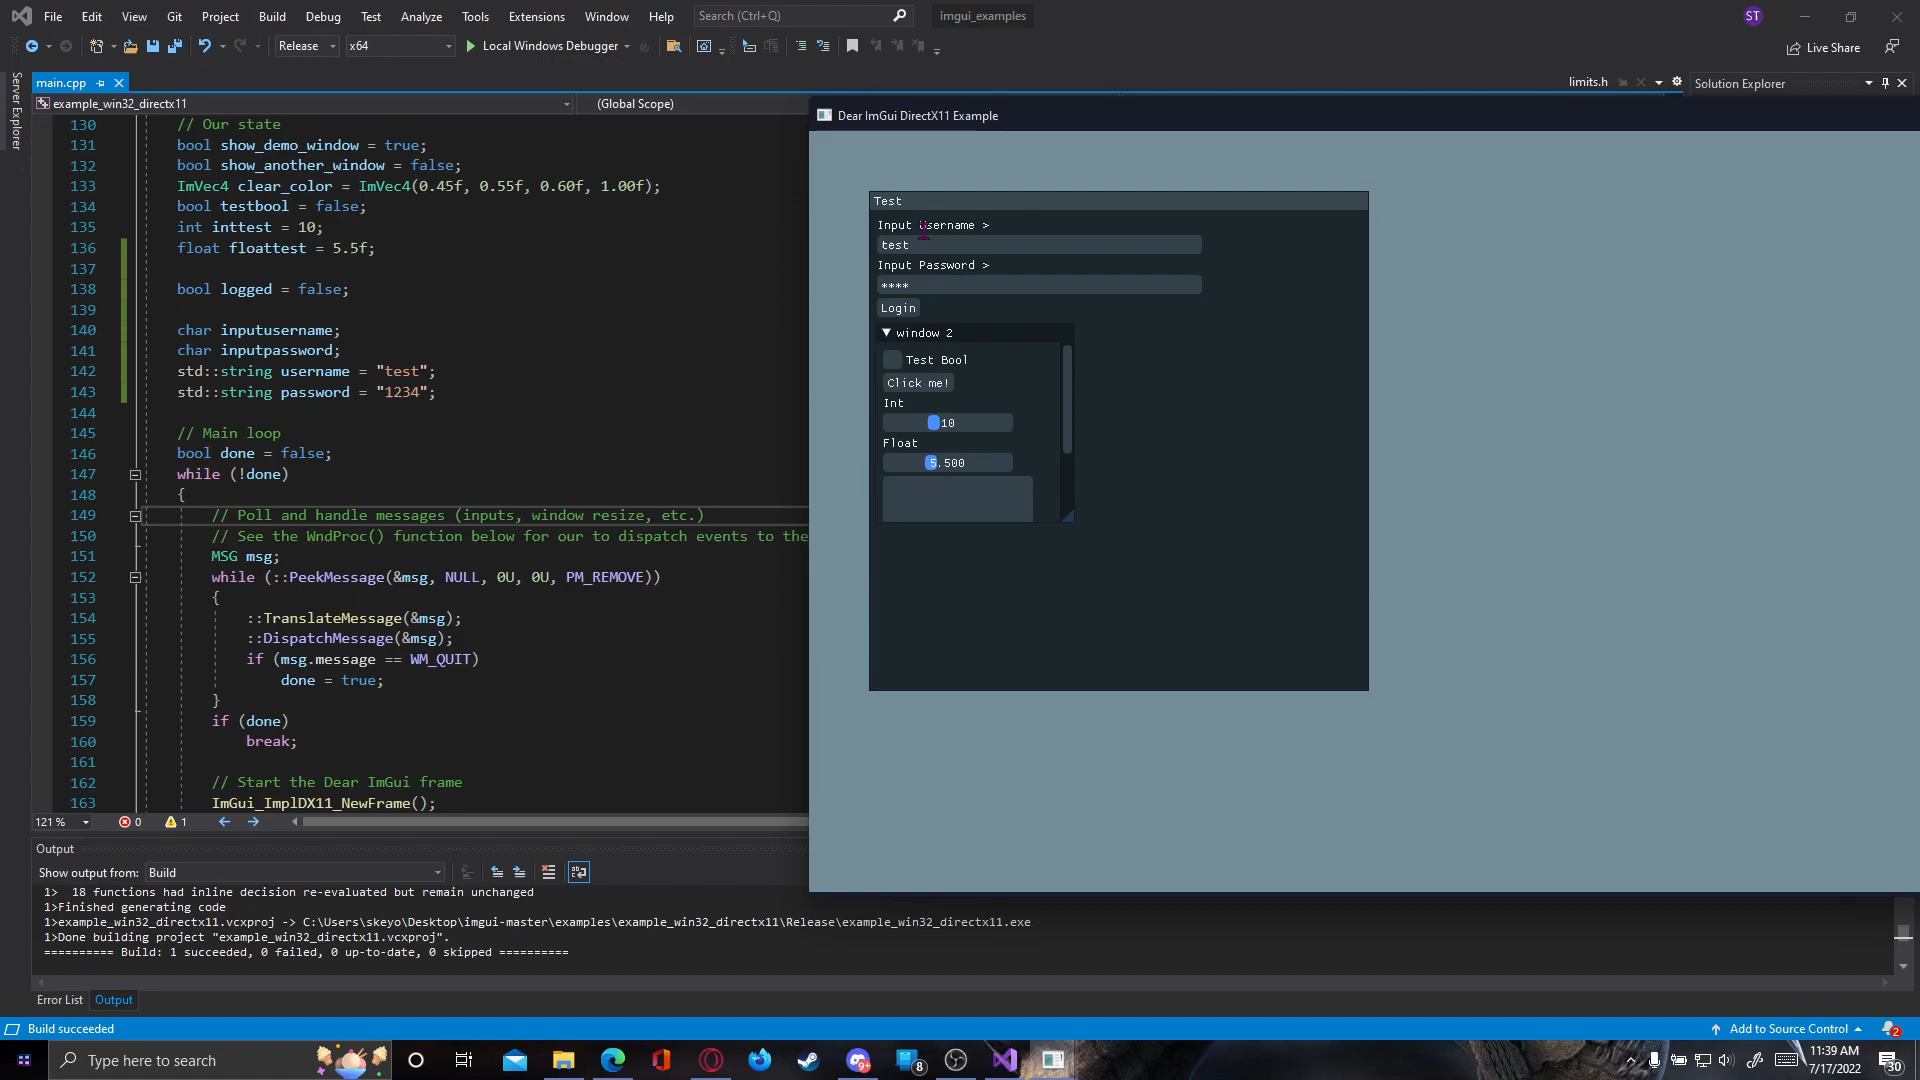 File Edit View Git Project Build Debug Test Analyze Tools Extensions Window Help Search (Ctrl+Q) imgui_examples ST
Release x64 Local Windows Debugger Live Share
Server Explorer
main.cpp limits.h Solution Explorer
example_win32_directx11 (Global Scope)
130 // Our state
131 bool show_demo_window = true;
132 bool show_another_window = false;
133 ImVec4 clear_color = ImVec4(0.45f, 0.55f, 0.60f, 1.00f);
134 bool testbool = false;
135 int inttest = 10;
136 float floattest = 5.5f;
137
138 bool logged = false;
139
140 char inputusername;
141 char inputpassword;
142 std::string username = "test";
143 std::string password = "1234";
144
145 // Main loop
146 bool done = false;
147 while (!done)
148 {
149 // Poll and handle messages (inputs, window resize, etc.)
150 // See the WndProc() function below for our to dispatch events to the
151 MSG msg;
152 while (::PeekMessage(&msg, NULL, 0U, 0U, PM_REMOVE))
153 {
154 ::TranslateMessage(&msg);
155 ::DispatchMessage(&msg);
156 if (msg.message == WM_QUIT)
157 done = true;
158 }
159 if (done)
160 break;
161
162 // Start the Dear ImGui frame
163 ImGui_ImplDX11_NewFrame();
121 % 0 1
Dear ImGui DirectX11 Example
Test
Input Username >
test
Input Password >
****
Login
window 2
Test Bool
Click me!
Int
10
Float
5.500
Output
Show output from: Build
1> 18 functions had inline decision re-evaluated but remain unchanged
1>Finished generating code
1>example_win32_directx11.vcxproj -> C:\Users\skeyo\Desktop\imgui-master\examples\example_win32_directx11\Release\example_win32_directx11.exe
1>Done building project "example_win32_directx11.vcxproj".
========== Build: 1 succeeded, 0 failed, 0 up-to-date, 0 skipped ==========
Error List Output
Build succeeded Add to Source Control 2
Type here to search 9+ 8 11:39 AM
7/17/2022 30